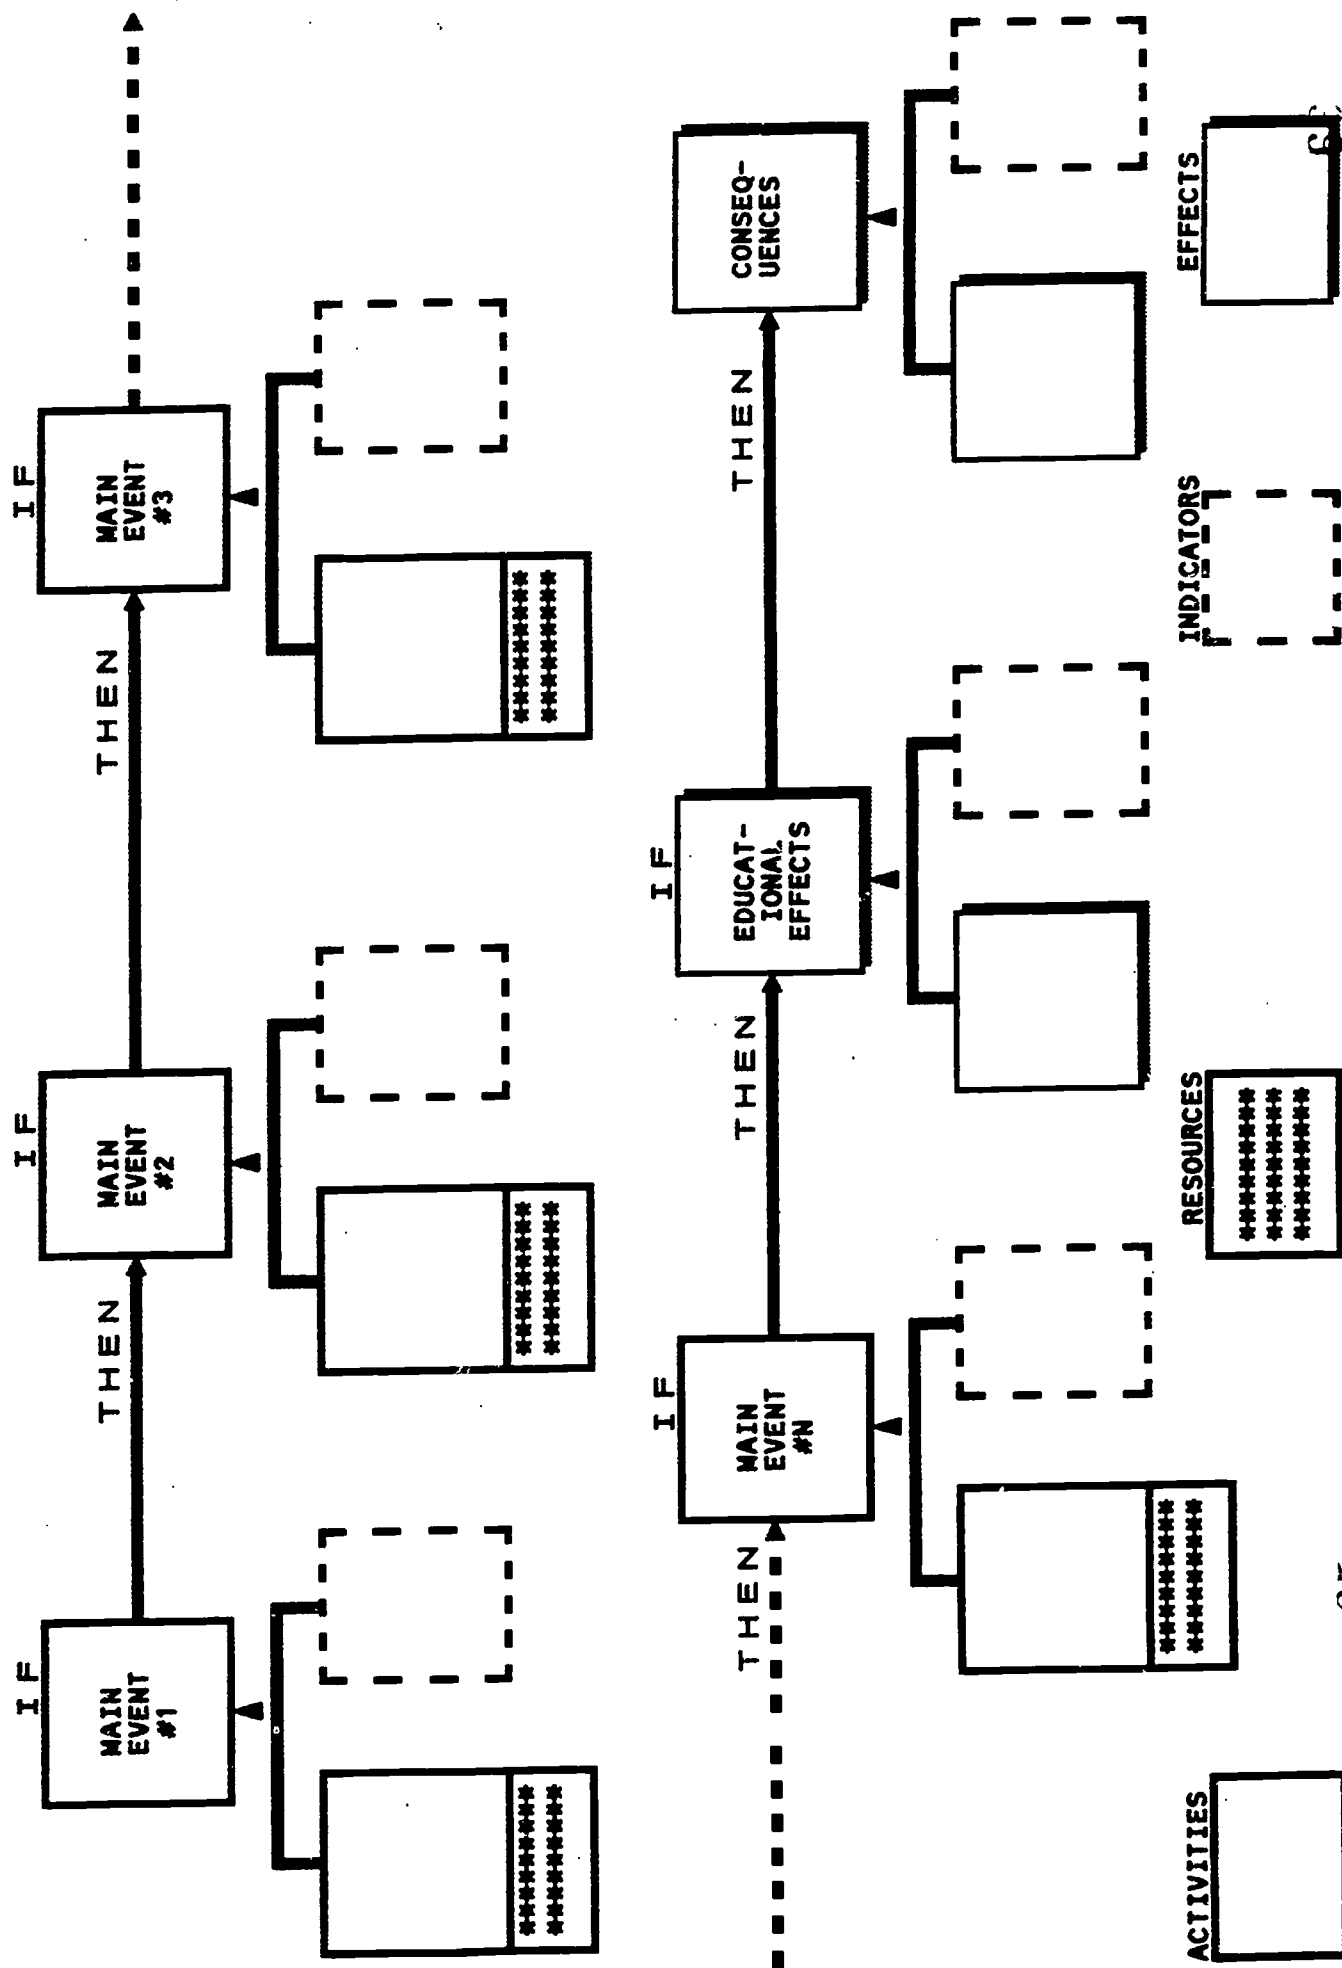 IF
MAIN
EVENT
#1
THEN
IF
MAIN
EVENT
#2
THEN
IF
MAIN
EVENT
#3
THEN
IF
MAIN
EVENT
#N
THEN
IF
EDUCAT-
IONAL
EFFECTS
THEN
CONSEQ-
UENCES
ACTIVITIES
RESOURCES
INDICATORS
EFFECTS